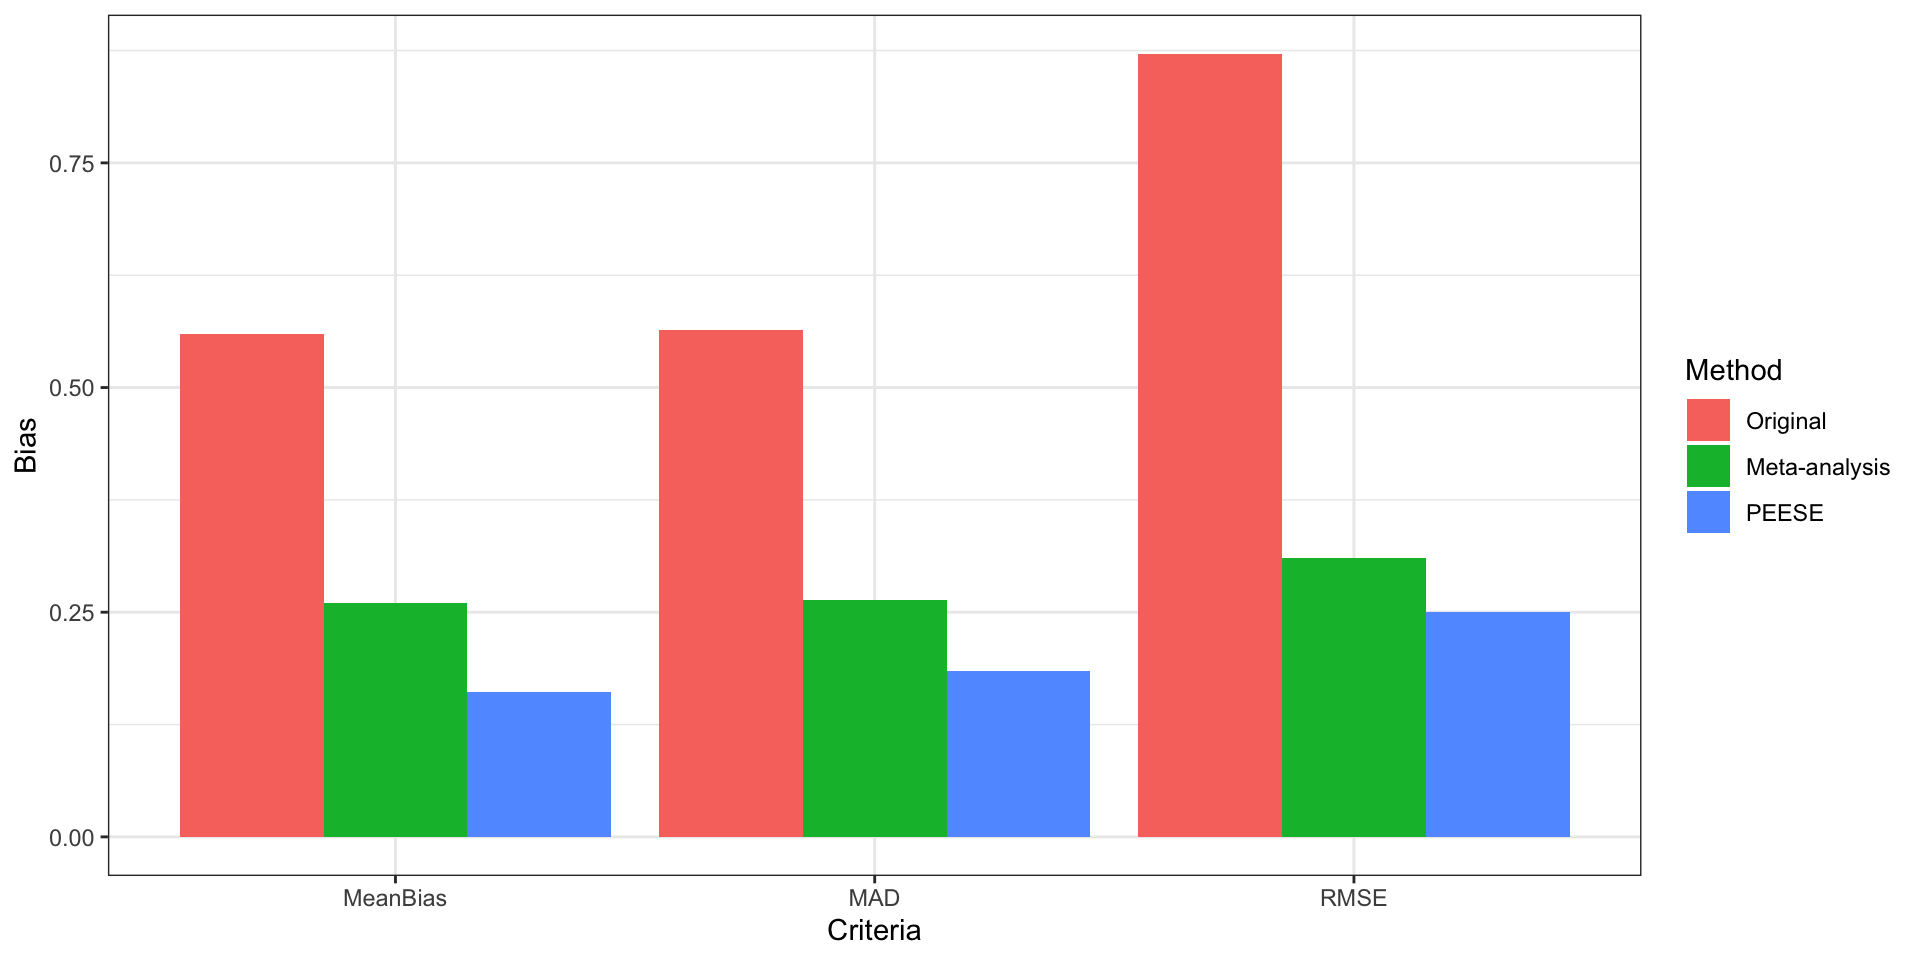 0.75
0.50
0.25
0.00
Bias
MeanBias
MAD
RMSE
Criteria
Method
Original
Meta-analysis
PEESE